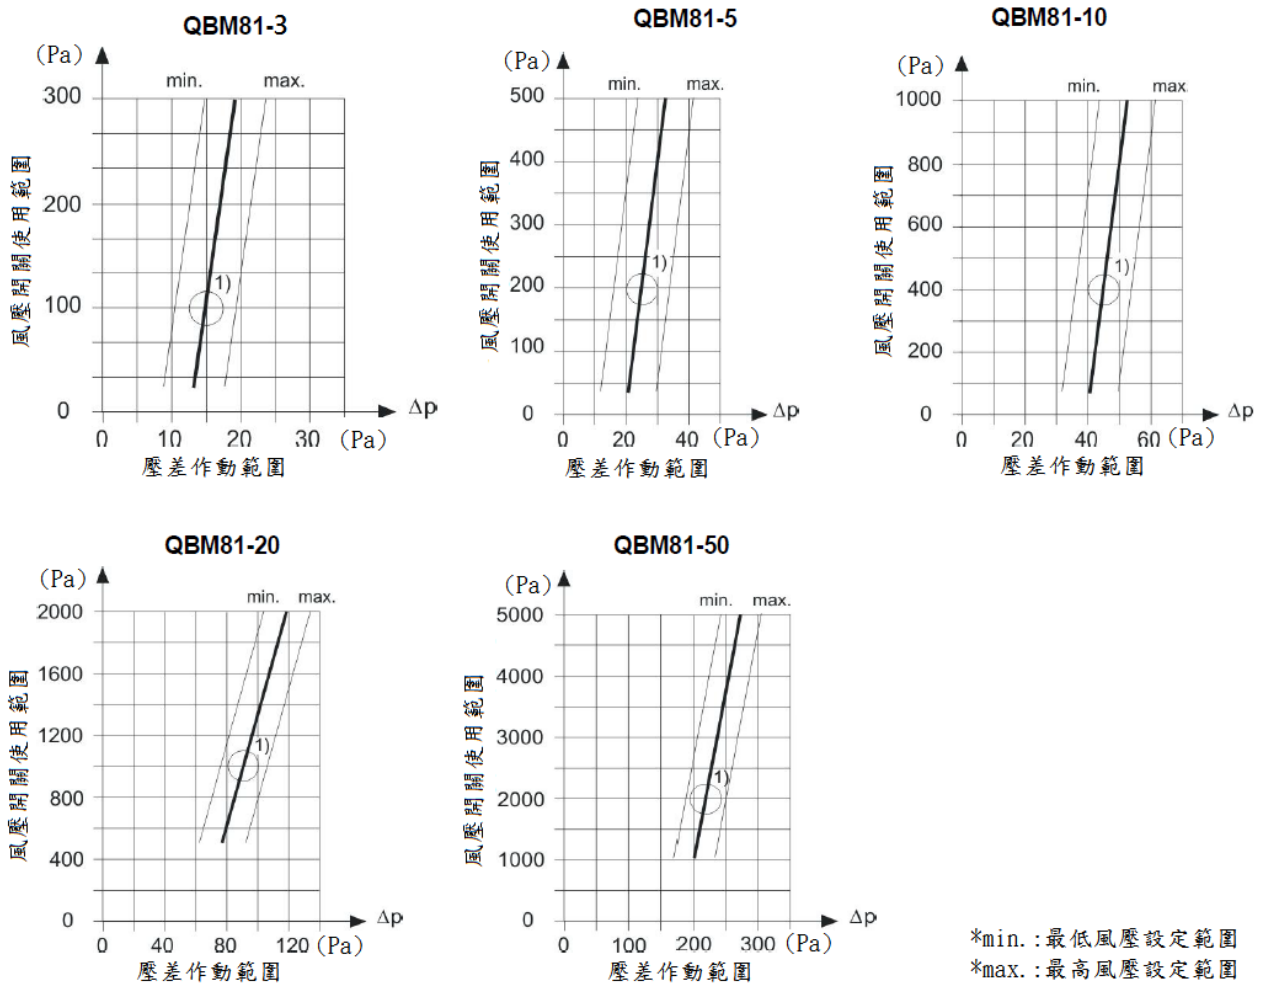 QBM81-3
(Pa)
min. max.
300
200
100
0
風壓開關使用範圍
1)
Δp
0 10 20 30 (Pa)
壓差作動範圍
QBM81-5
(Pa)
min. max.
500
400
300
200
100
0
風壓開關使用範圍
1)
Δp
0 20 40 (Pa)
壓差作動範圍
QBM81-10
(Pa)
min. max
1000
800
600
400
200
0
風壓開關使用範圍
1)
Δp
0 20 40 60 (Pa)
壓差作動範圍
QBM81-20
(Pa)
min. max.
2000
1600
1200
800
400
0
風壓開關使用範圍
1)
Δp
0 40 80 120 (Pa)
壓差作動範圍
QBM81-50
(Pa)
min. max.
5000
4000
3000
2000
1000
0
風壓開關使用範圍
1)
Δp
0 100 200 300 (Pa)
壓差作動範圍
*min.:最低風壓設定範圍
*max.:最高風壓設定範圍